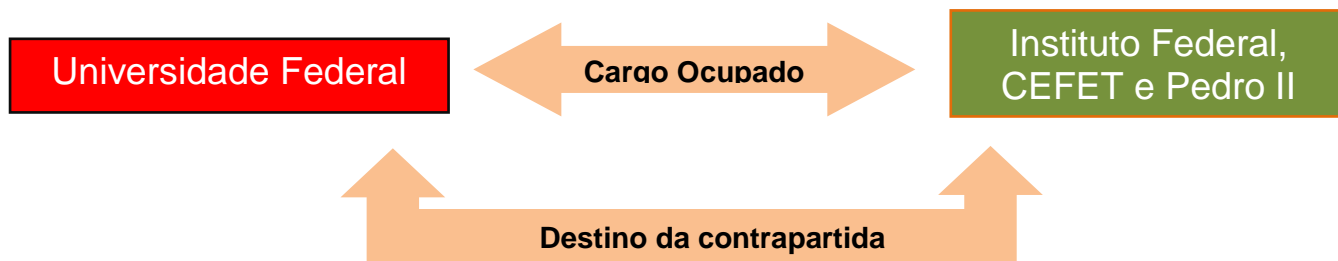 Universidade Federal
Cargo Ocupado
Instituto Federal,
CEFET e Pedro II
Destino da contrapartida